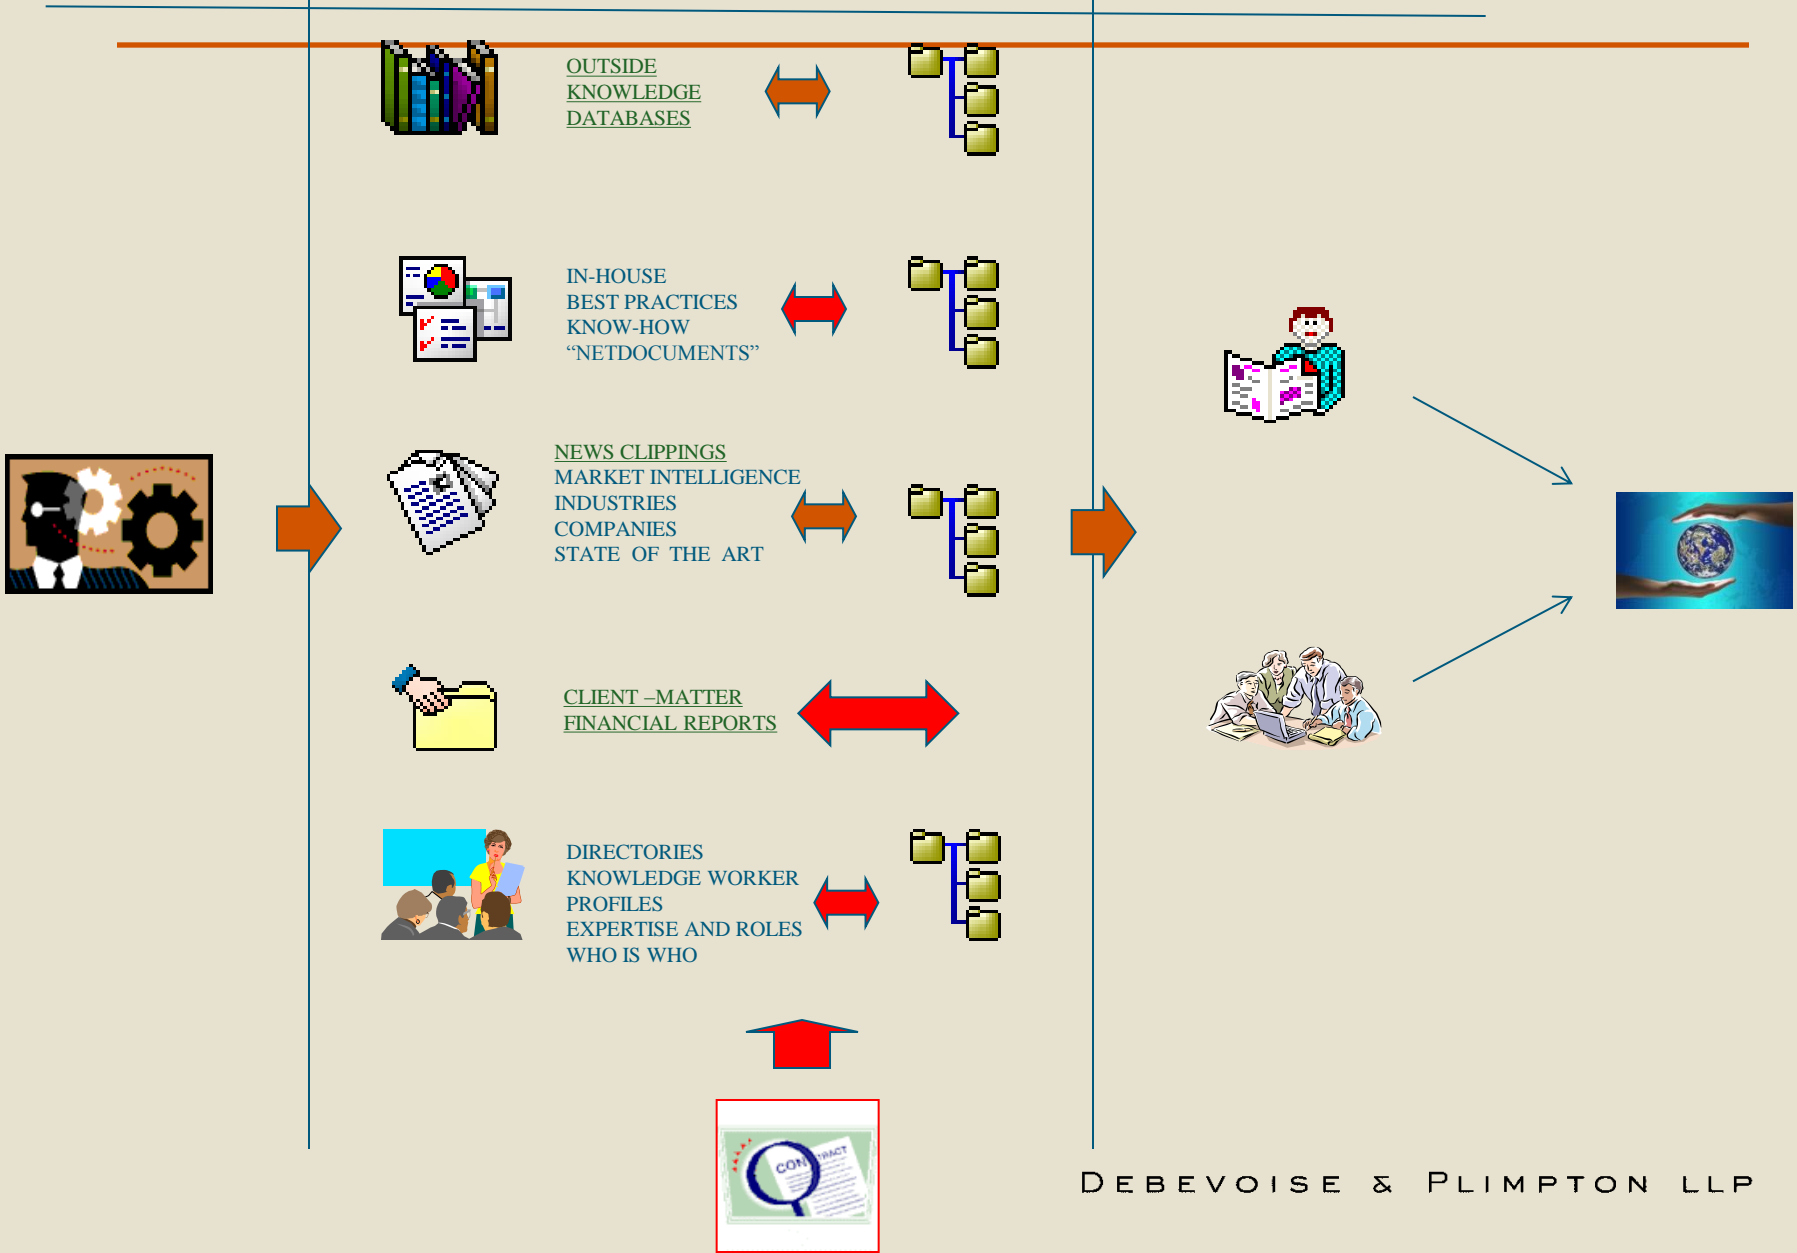 OUTSIDE
KNOWLEDGE
DATABASES
IN-HOUSE
BEST PRACTICES
KNOW-HOW
“NETDOCUMENTS”
NEWS CLIPPINGS
MARKET INTELLIGENCE
INDUSTRIES
COMPANIES
STATE OF THE ART
CLIENT –MATTER
FINANCIAL REPORTS
DIRECTORIES
KNOWLEDGE WORKER
PROFILES
EXPERTISE AND ROLES
WHO IS WHO
CONTRACT
DEBEVOISE & PLIMPTON LLP